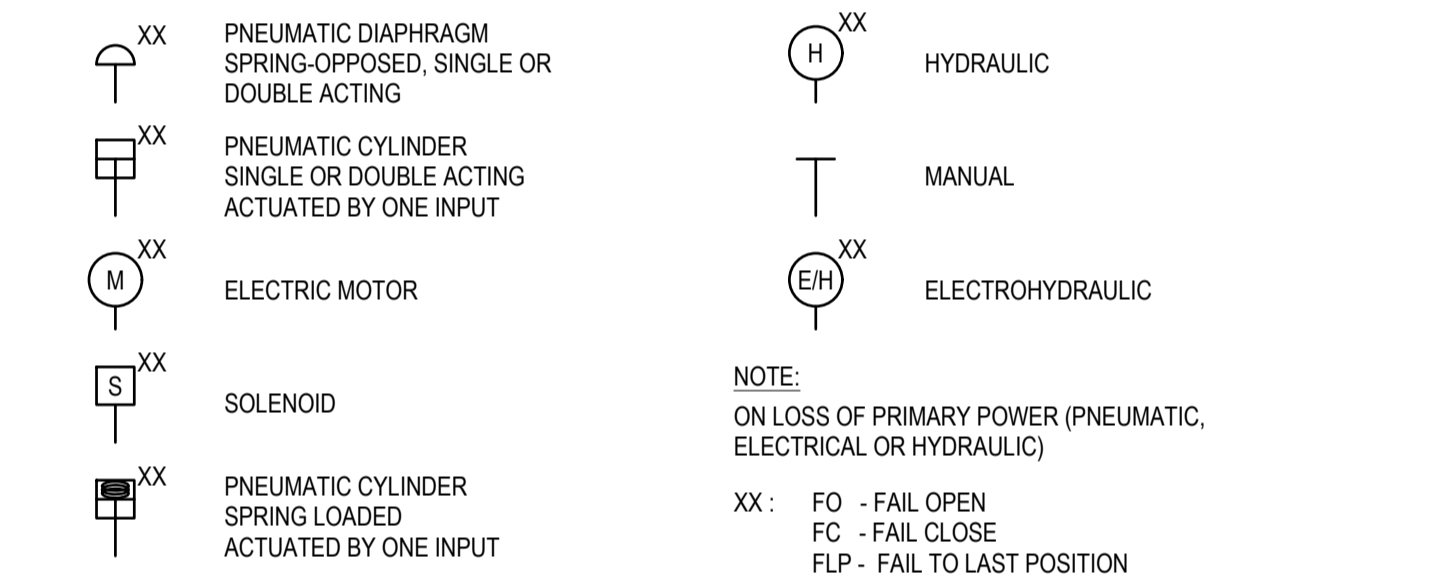 XX
PNEUMATIC DIAPHRAGM
SPRING-OPPOSED, SINGLE OR
DOUBLE ACTING
XX
PNEUMATIC CYLINDER
SINGLE OR DOUBLE ACTING
ACTUATED BY ONE INPUT
XX
M
ELECTRIC MOTOR
XX
S
SOLENOID
XX
PNEUMATIC CYLINDER
SPRING LOADED
ACTUATED BY ONE INPUT
XX
H
HYDRAULIC
MANUAL
XX
E/H
ELECTROHYDRAULIC
NOTE:
ON LOSS OF PRIMARY POWER (PNEUMATIC,
ELECTRICAL OR HYDRAULIC)
XX : FO - FAIL OPEN
FC - FAIL CLOSE
FLP - FAIL TO LAST POSITION